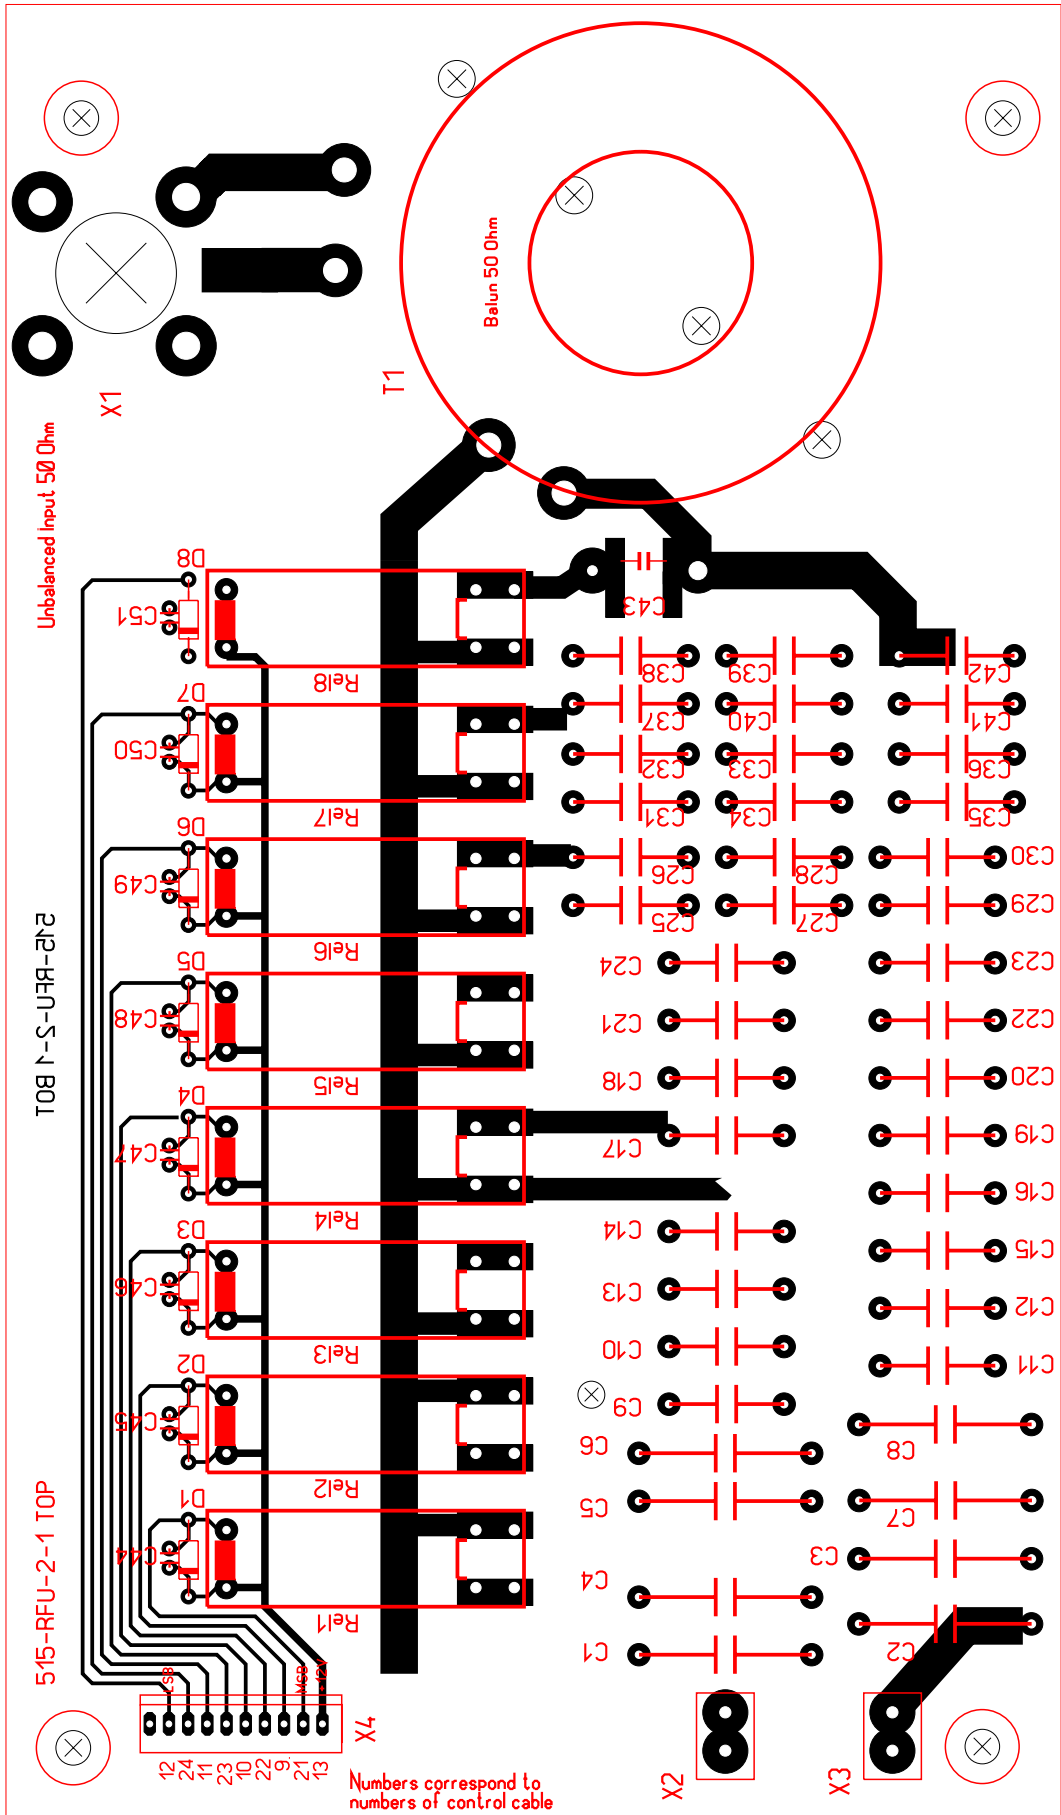 Balun 50 Ohm
T1
X1
Unbalanced input 50 Ohm
D8
C51
Rel8
C43
C38
C39
C42
D7
C50
Rel7
C37
C40
C41
C32
C33
C36
C31
C34
C35
D6
C49
Rel6
C26
C28
C30
C25
C27
C29
515-RFU-2-1 BOT
D5
C48
Rel5
C24
C23
C21
C22
C18
C20
D4
C47
Rel4
C17
C19
C16
D3
C46
Rel3
C14
C15
C13
C12
C10
C11
D2
C45
Rel2
C9
C8
C6
C5
C7
515-RFU-2-1 TOP
D1
C44
Rel1
C3
C4
C2
C1
LSB
MSB
+12V
X4
12
24
11
23
10
22
9
21
13
X2
X3
Numbers correspond to
numbers of control cable